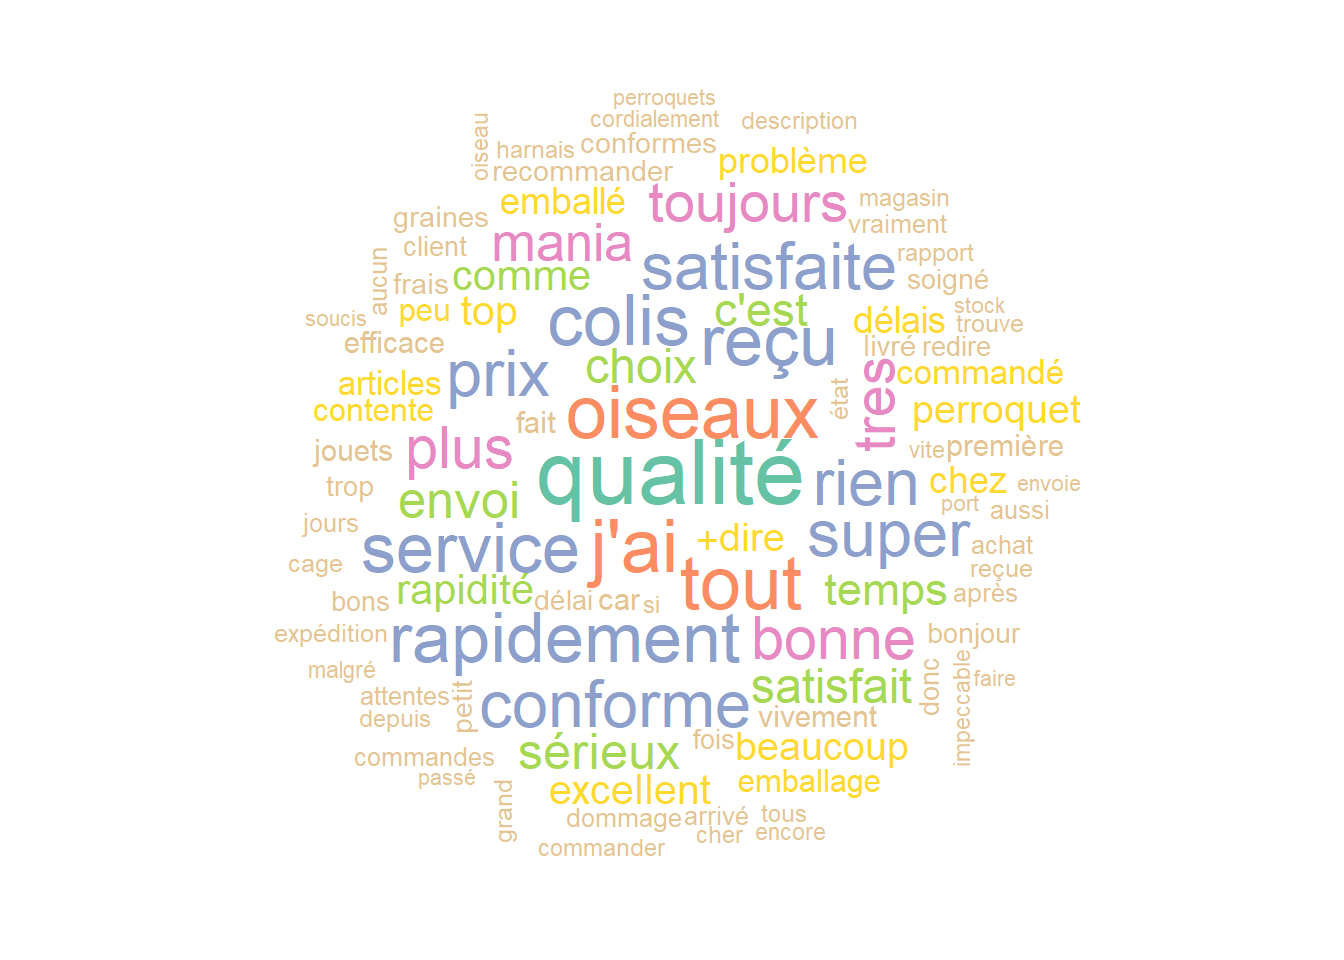 perroquets
cordialement
description
oiseau
harnais
conformes
recommander
problème
emballé
toujours
magasin
graines
vraiment
client
mania
satisfaite
rapport
aucun
frais
comme
soigné
soucis
peu
top
colis
c'est
reçu
délais
stock
trouve
efficace
prix
choix
livré
redire
articles
tres
commandé
contente
fait
oiseaux
état
perroquet
jouets
plus
qualité
rien
vite
première
trop
envoi
chez
envoie
jours
service
j'ai
+dire
super
port
aussi
cage
rapidité
tout
temps
achat
reçue
bons
délai
car
si
après
expédition
rapidement
bonne
bonjour
malgré
attentes
petit
conforme
satisfait
donc
impeccable
faire
depuis
vivement
commandes
sérieux
fois
beaucoup
passé
excellent
emballage
grand
dommage
arrivé
tous
cher
encore
commander